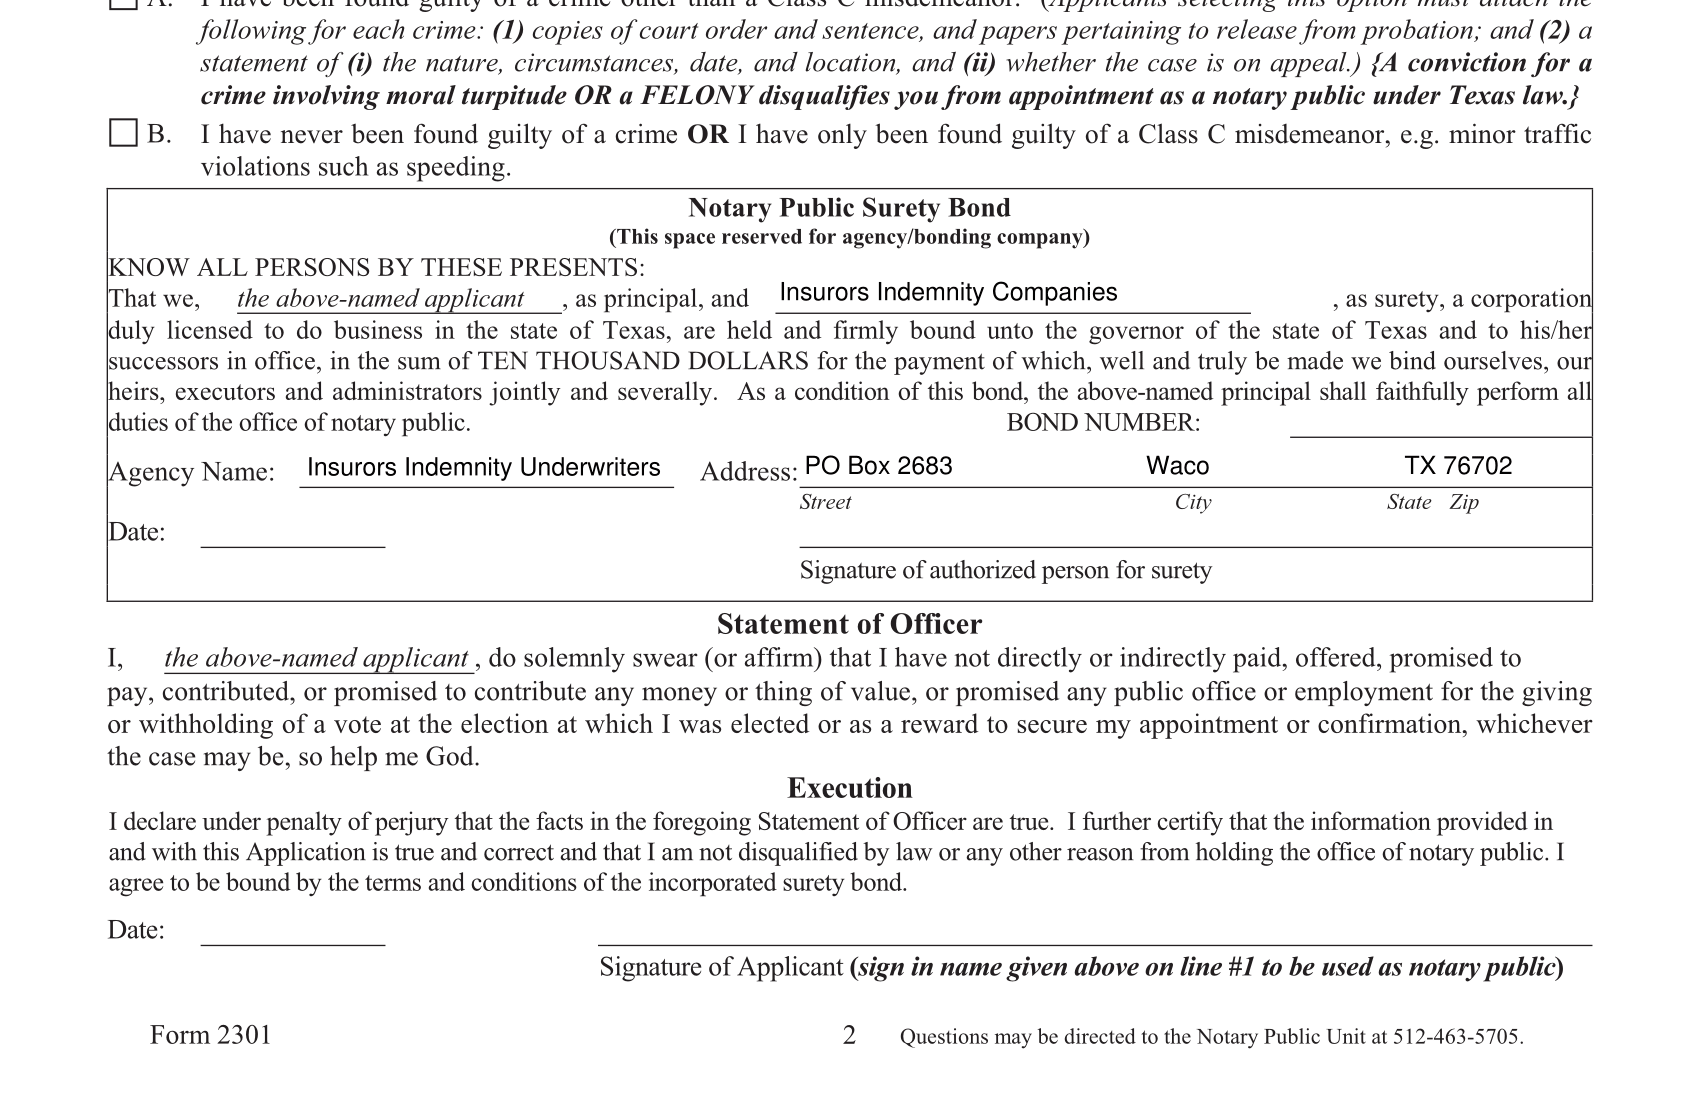 A. I have been found guilty of a crime other than a Class C misdemeanor. (Applicants selecting this option must attach the
following for each crime: (1) copies of court order and sentence, and papers pertaining to release from probation; and (2) a
statement of (i) the nature, circumstances, date, and location, and (ii) whether the case is on appeal.) {A conviction for a
crime involving moral turpitude OR a FELONY disqualifies you from appointment as a notary public under Texas law.}
B. I have never been found guilty of a crime OR I have only been found guilty of a Class C misdemeanor, e.g. minor traffic
violations such as speeding.
Notary Public Surety Bond
(This space reserved for agency/bonding company)
KNOW ALL PERSONS BY THESE PRESENTS:
That we, the above-named applicant , as principal, and Insurors Indemnity Companies , as surety, a corporation
duly licensed to do business in the state of Texas, are held and firmly bound unto the governor of the state of Texas and to his/her
successors in office, in the sum of TEN THOUSAND DOLLARS for the payment of which, well and truly be made we bind ourselves, our
heirs, executors and administrators jointly and severally. As a condition of this bond, the above-named principal shall faithfully perform all
duties of the office of notary public. BOND NUMBER:
Agency Name: Insurors Indemnity Underwriters Address: PO Box 2683 Waco TX 76702
Street City State Zip
Date:
Signature of authorized person for surety
Statement of Officer
I, the above-named applicant , do solemnly swear (or affirm) that I have not directly or indirectly paid, offered, promised to
pay, contributed, or promised to contribute any money or thing of value, or promised any public office or employment for the giving
or withholding of a vote at the election at which I was elected or as a reward to secure my appointment or confirmation, whichever
the case may be, so help me God.
Execution
I declare under penalty of perjury that the facts in the foregoing Statement of Officer are true. I further certify that the information provided in
and with this Application is true and correct and that I am not disqualified by law or any other reason from holding the office of notary public. I
agree to be bound by the terms and conditions of the incorporated surety bond.
Date:
Signature of Applicant (sign in name given above on line #1 to be used as notary public)
Form 2301 2 Questions may be directed to the Notary Public Unit at 512-463-5705.